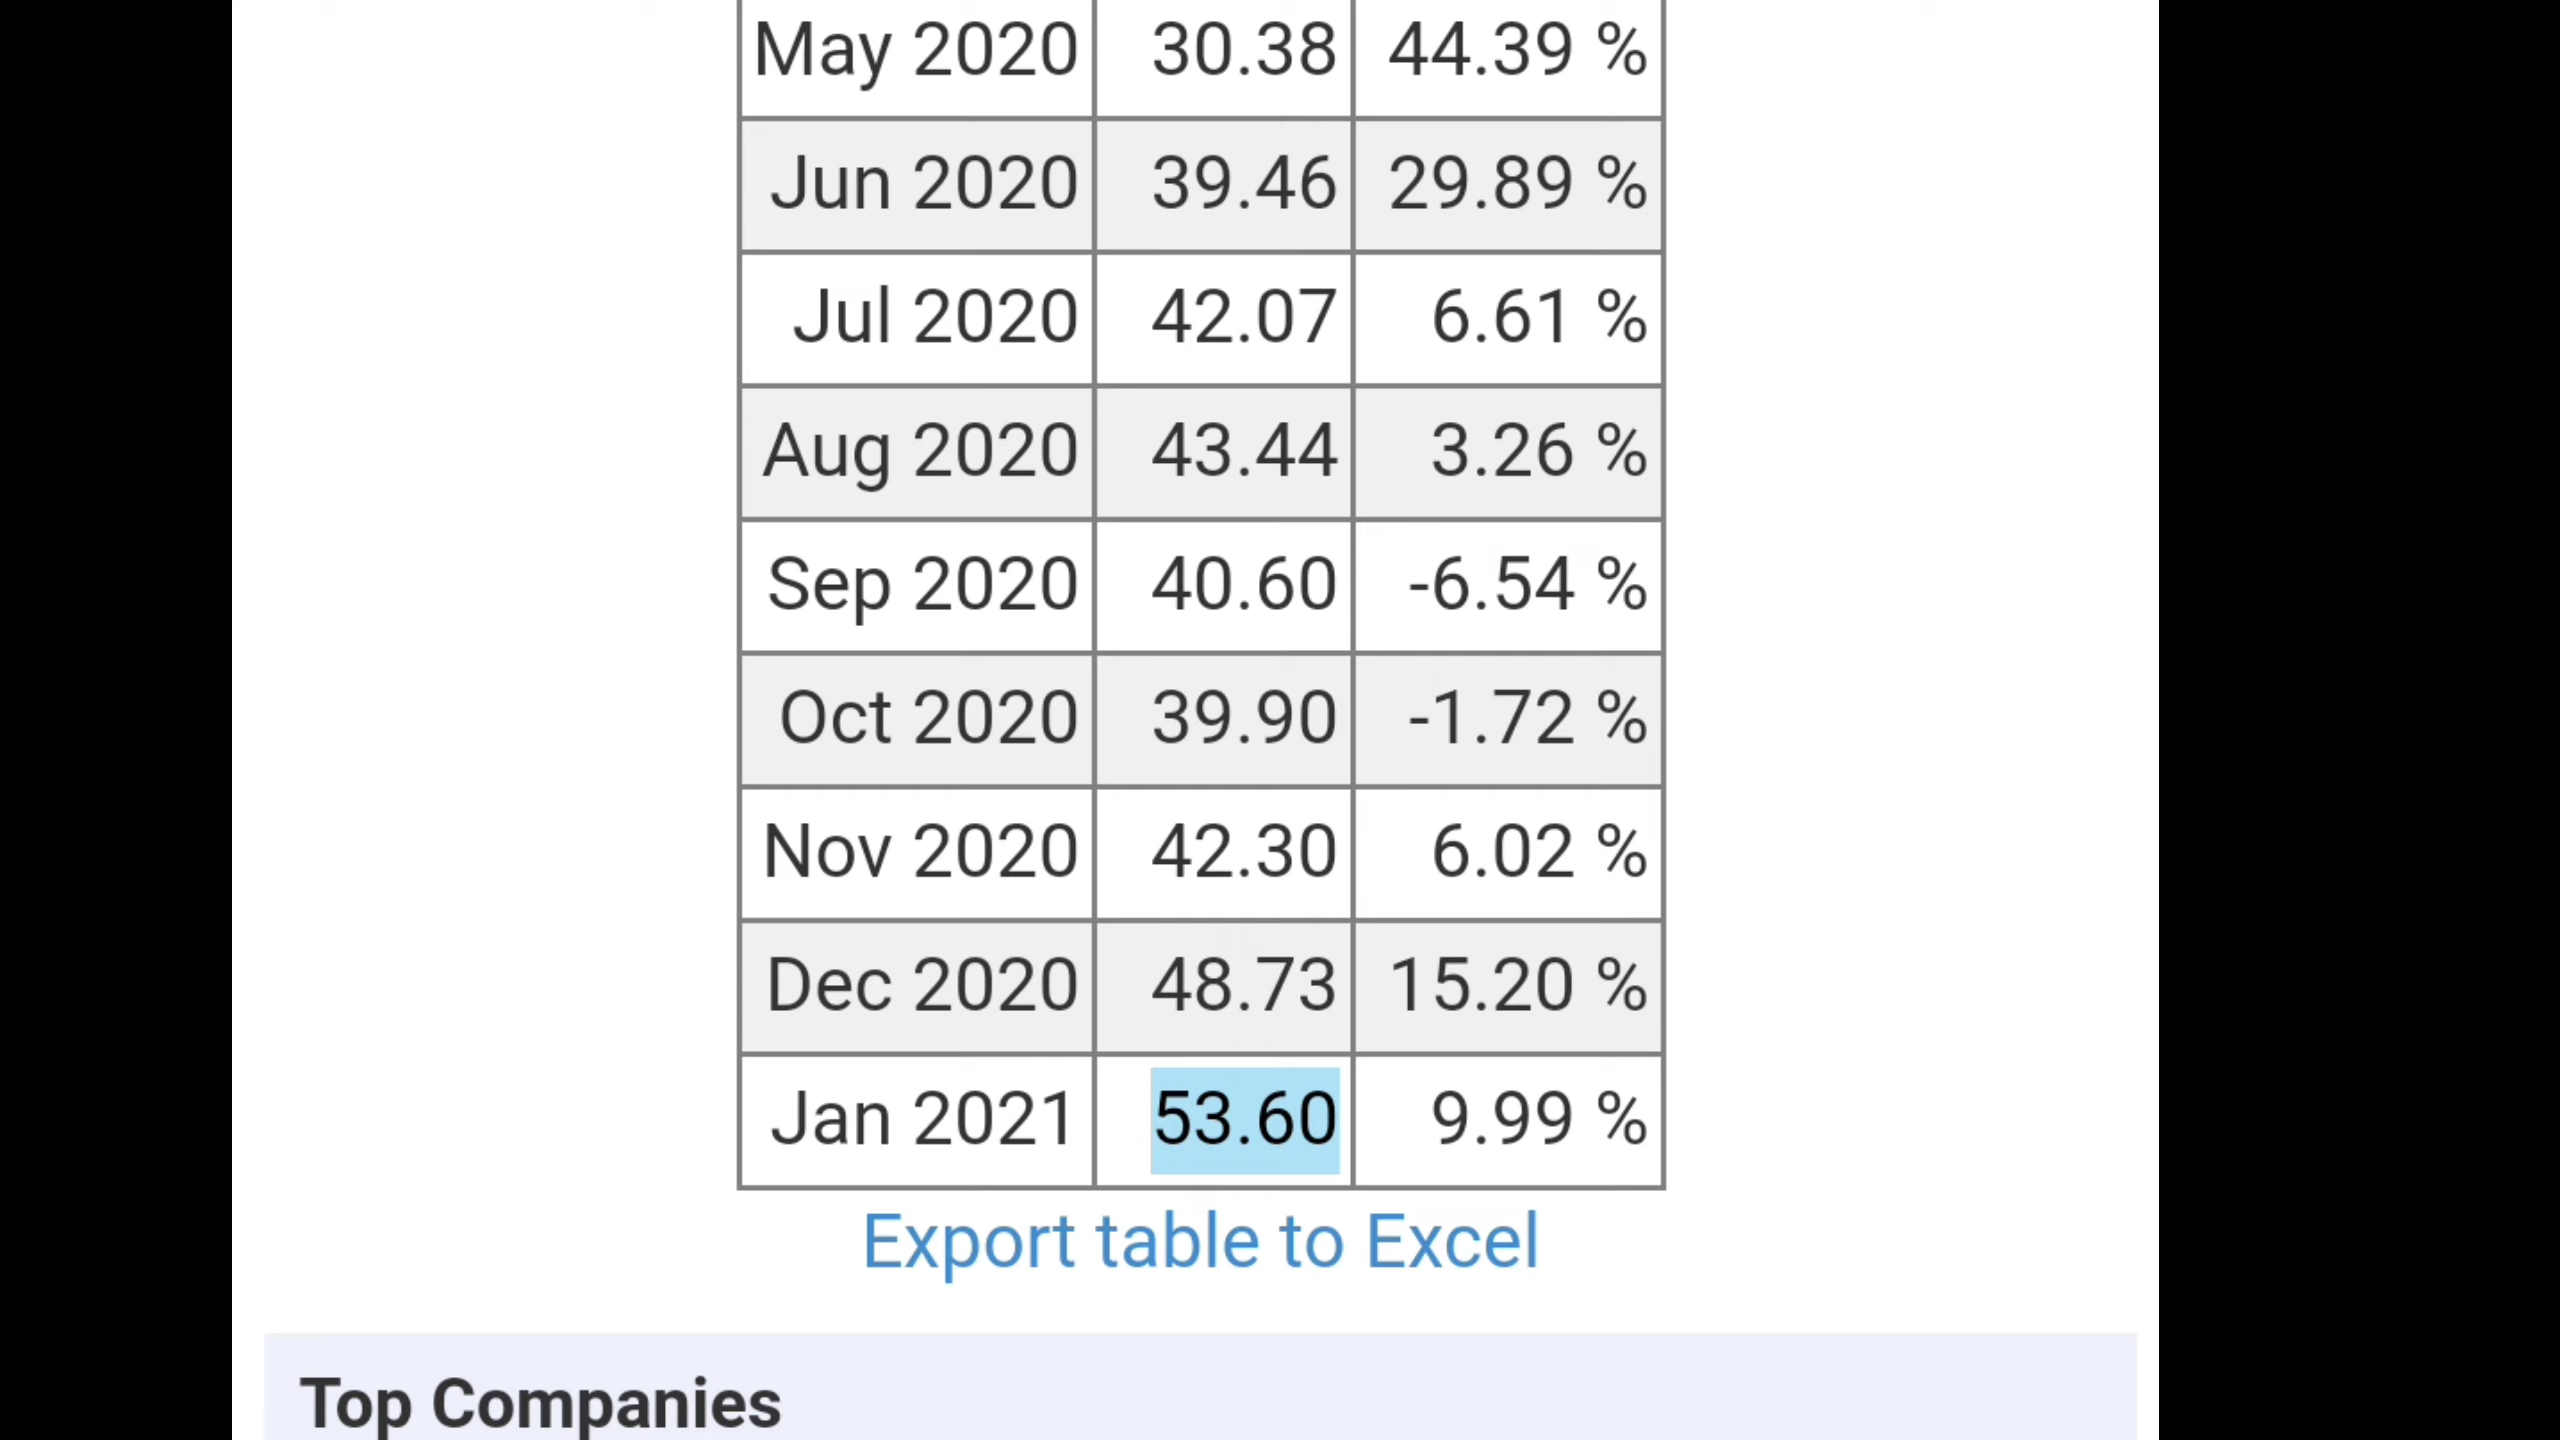 May 2020 30.38 44.39 %
Jun 2020 39.46 29.89 %
Jul 2020 42.07 6.61 %
Aug 2020 43.44 3.26 %
Sep 2020 40.60 -6.54 %
Oct 2020 39.90 -1.72 %
Nov 2020 42.30 6.02 %
Dec 2020 48.73 15.20 %
Jan 2021 53.60 9.99 %
Export table to Excel
Top Companies